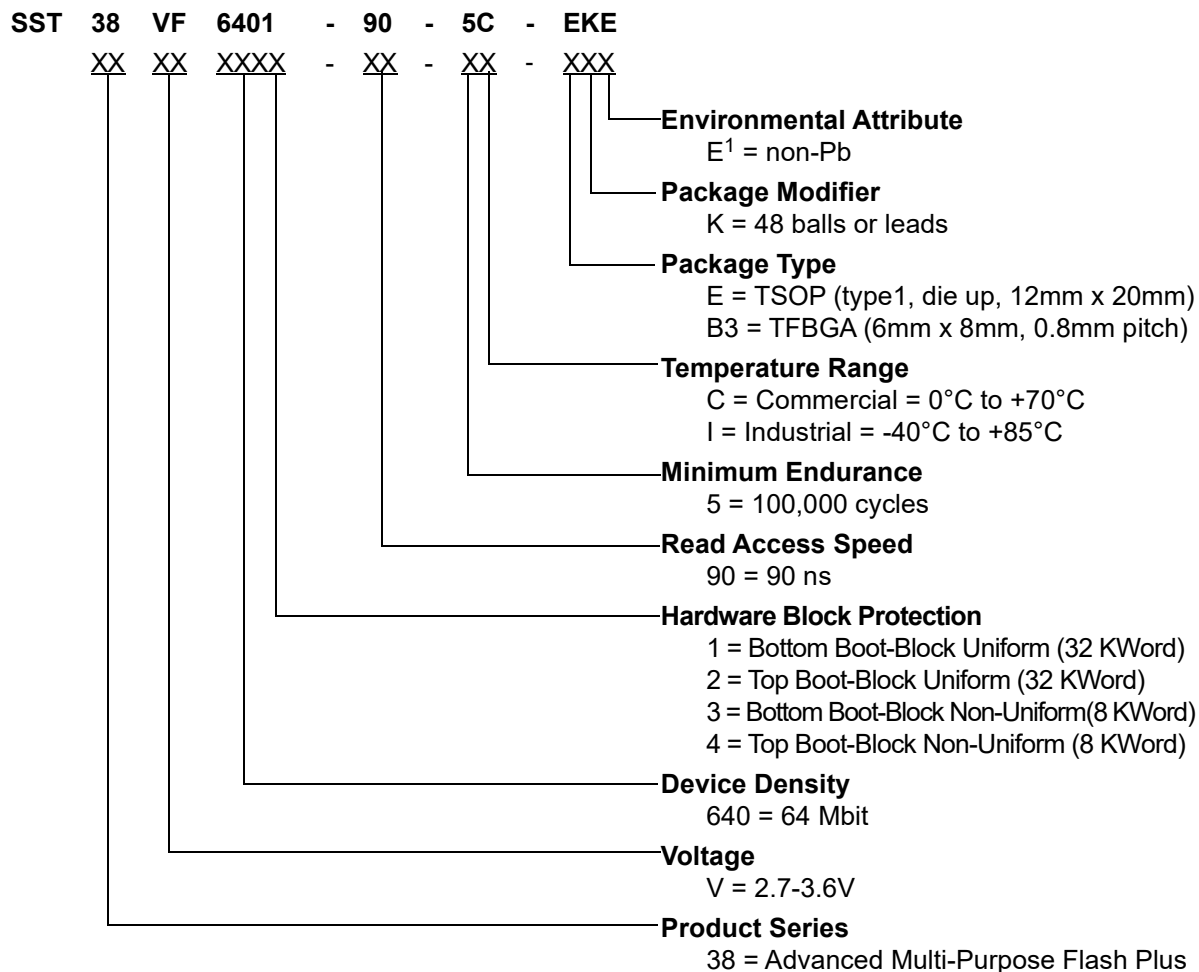 SST 38 VF 6401 - 90 - 5C - EKE
XX XX XXXX - XX - XX - XXX
Environmental Attribute
E1 = non-Pb
Package Modifier
K = 48 balls or leads
Package Type
E = TSOP (type1, die up, 12mm x 20mm)
B3 = TFBGA (6mm x 8mm, 0.8mm pitch)
Temperature Range
C = Commercial = 0°C to +70°C
I = Industrial = -40°C to +85°C
Minimum Endurance
5 = 100,000 cycles
Read Access Speed
90 = 90 ns
Hardware Block Protection
1 = Bottom Boot-Block Uniform (32 KWord)
2 = Top Boot-Block Uniform (32 KWord)
3 = Bottom Boot-Block Non-Uniform(8 KWord)
4 = Top Boot-Block Non-Uniform (8 KWord)
Device Density
640 = 64 Mbit
Voltage
V = 2.7-3.6V
Product Series
38 = Advanced Multi-Purpose Flash Plus